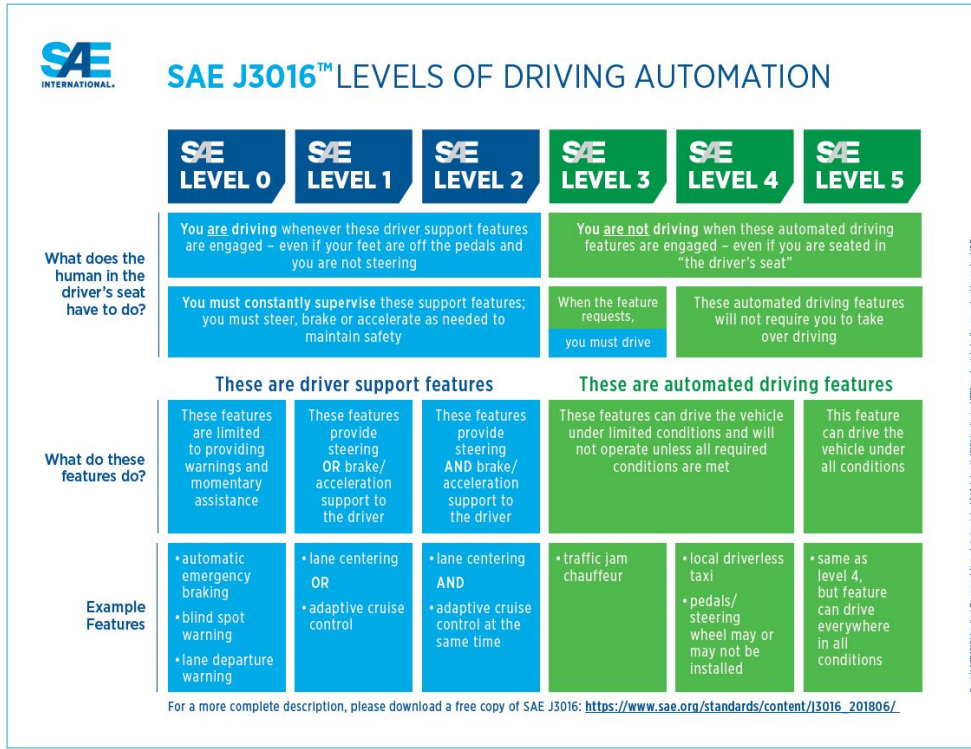 SAE
INTERNATIONAL®
SAE J3016™ LEVELS OF DRIVING AUTOMATION
SAE
LEVEL 0
SAE
LEVEL 1
SAE
LEVEL 2
SAE
LEVEL 3
SAE
LEVEL 4
SAE
LEVEL 5
What does the
human in the
driver's seat
have to do?
You are driving whenever these driver support features
are engaged – even if your feet are off the pedals and
you are not steering
You are not driving when these automated driving
features are engaged – even if you are seated in
“the driver's seat”
You must constantly supervise these support features;
you must steer, brake or accelerate as needed to
maintain safety
When the feature
requests,
you must drive
These automated driving features
will not require you to take
over driving
These are driver support features
These are automated driving features
What do these
features do?
These features
are limited
to providing
warnings and
momentary
assistance
These features
provide
steering
OR brake/
acceleration
support to
the driver
These features
provide
steering
AND brake/
acceleration
support to
the driver
These features can drive the vehicle
under limited conditions and will
not operate unless all required
conditions are met
This feature
can drive the
vehicle under
all conditions
Example
Features
• automatic
emergency
braking
• blind spot
warning
• lane departure
warning
• lane centering
OR
• adaptive cruise
control
• lane centering
AND
• adaptive cruise
control at the
same time
• traffic jam
chauffeur
• local driverless
taxi
• pedals/
steering
wheel may or
may not be
installed
• same as
level 4,
but feature
can drive
everywhere
in all
conditions
For a more complete description, please download a free copy of SAE J3016: https://www.sae.org/standards/content/j3016_201806/